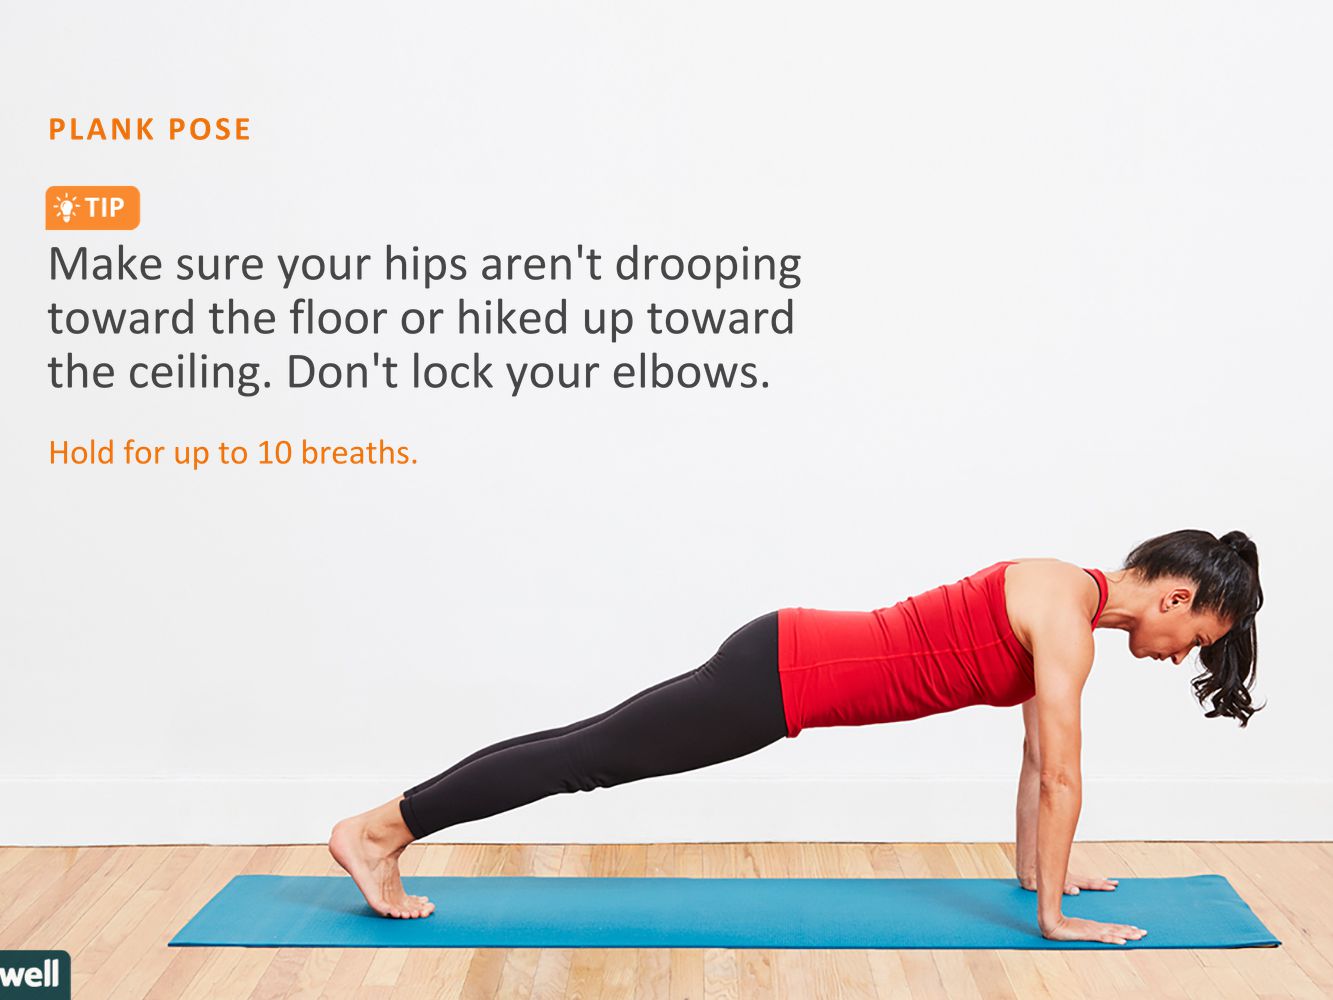 PLANK POSE
TIP
Make sure your hips aren't drooping
toward the floor or hiked up toward
the ceiling. Don't lock your elbows.
Hold for up to 10 breaths.
well